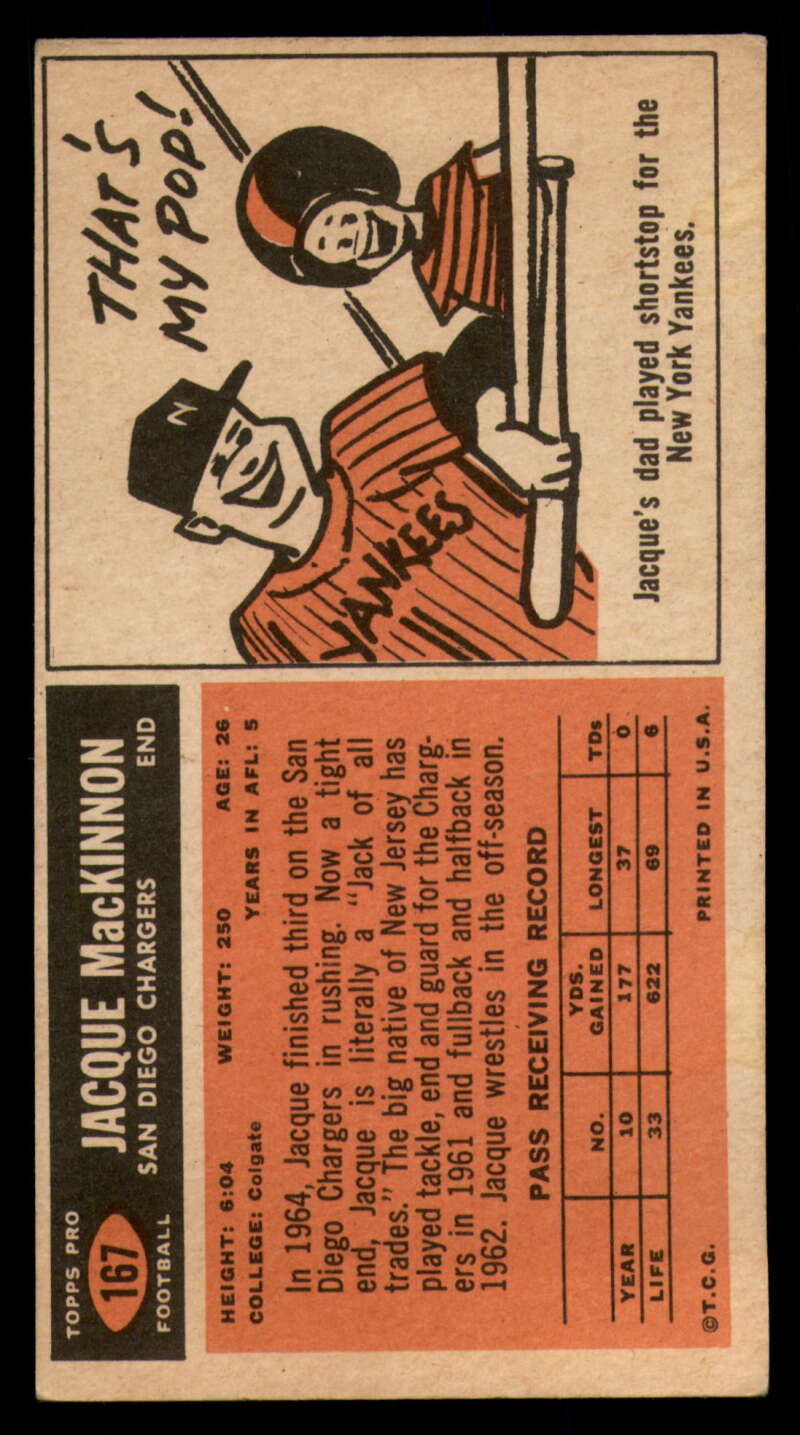 TOPPS PRO
167
FOOTBALL
JACQUE MacKINNON
SAN DIEGO CHARGERS END
HEIGHT: 6:04 WEIGHT: 250 AGE: 26
COLLEGE: Colgate YEARS IN AFL: 5
In 1964, Jacque finished third on the San
Diego Chargers in rushing. Now a tight
end, Jacque is literally a "Jack of all
trades." The big native of New Jersey has
played tackle, end and guard for the Charg-
ers in 1961 and fullback and halfback in
1962. Jacque wrestles in the off-season.
PASS RECEIVING RECORD
NO. YDS. GAINED LONGEST TDs
YEAR 10 177 37 0
LIFE 33 622 69 6
©T.C.G. PRINTED IN U.S.A.
THAT'S
MY POP!
N
YANKEES
Jacque's dad played shortstop for the
New York Yankees.